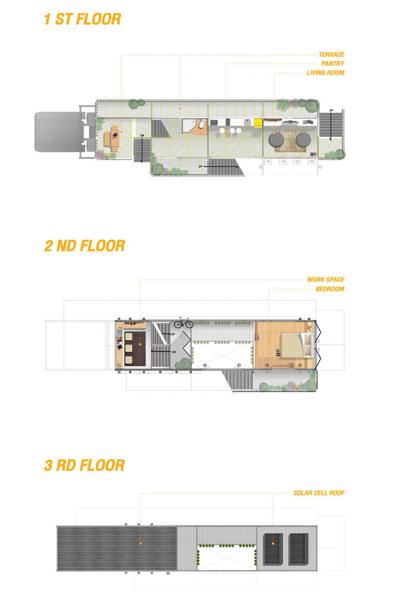 1 ST FLOOR
TERRACE
PANTRY
LIVING ROOM
2 ND FLOOR
WORK SPACE
BEDROOM
3 RD FLOOR
SOLAR CELL ROOF